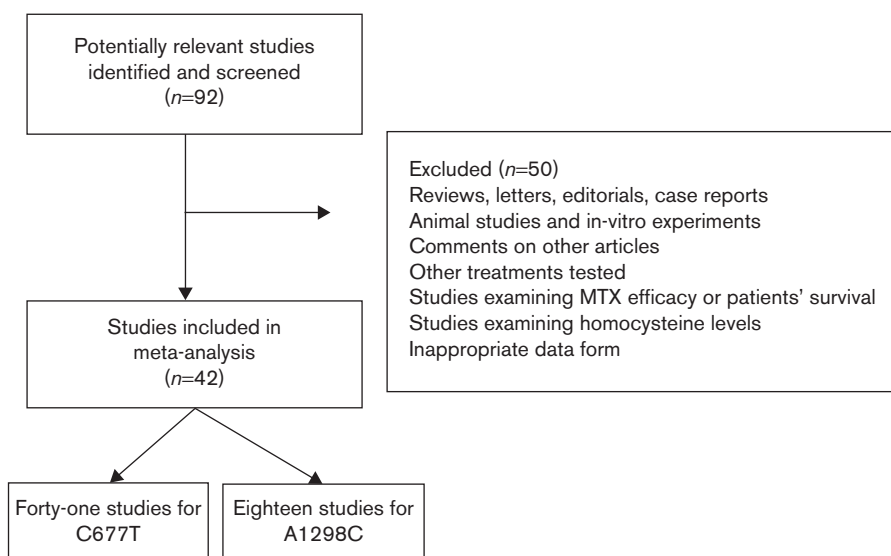 Potentially relevant studies
identified and screened
(n=92)
Excluded (n=50)
Reviews, letters, editorials, case reports
Animal studies and in-vitro experiments
Comments on other articles
Other treatments tested
Studies examining MTX efficacy or patients' survival
Studies examining homocysteine levels
Inappropriate data form
Studies included in
meta-analysis
(n=42)
Forty-one studies for
C677T
Eighteen studies for
A1298C